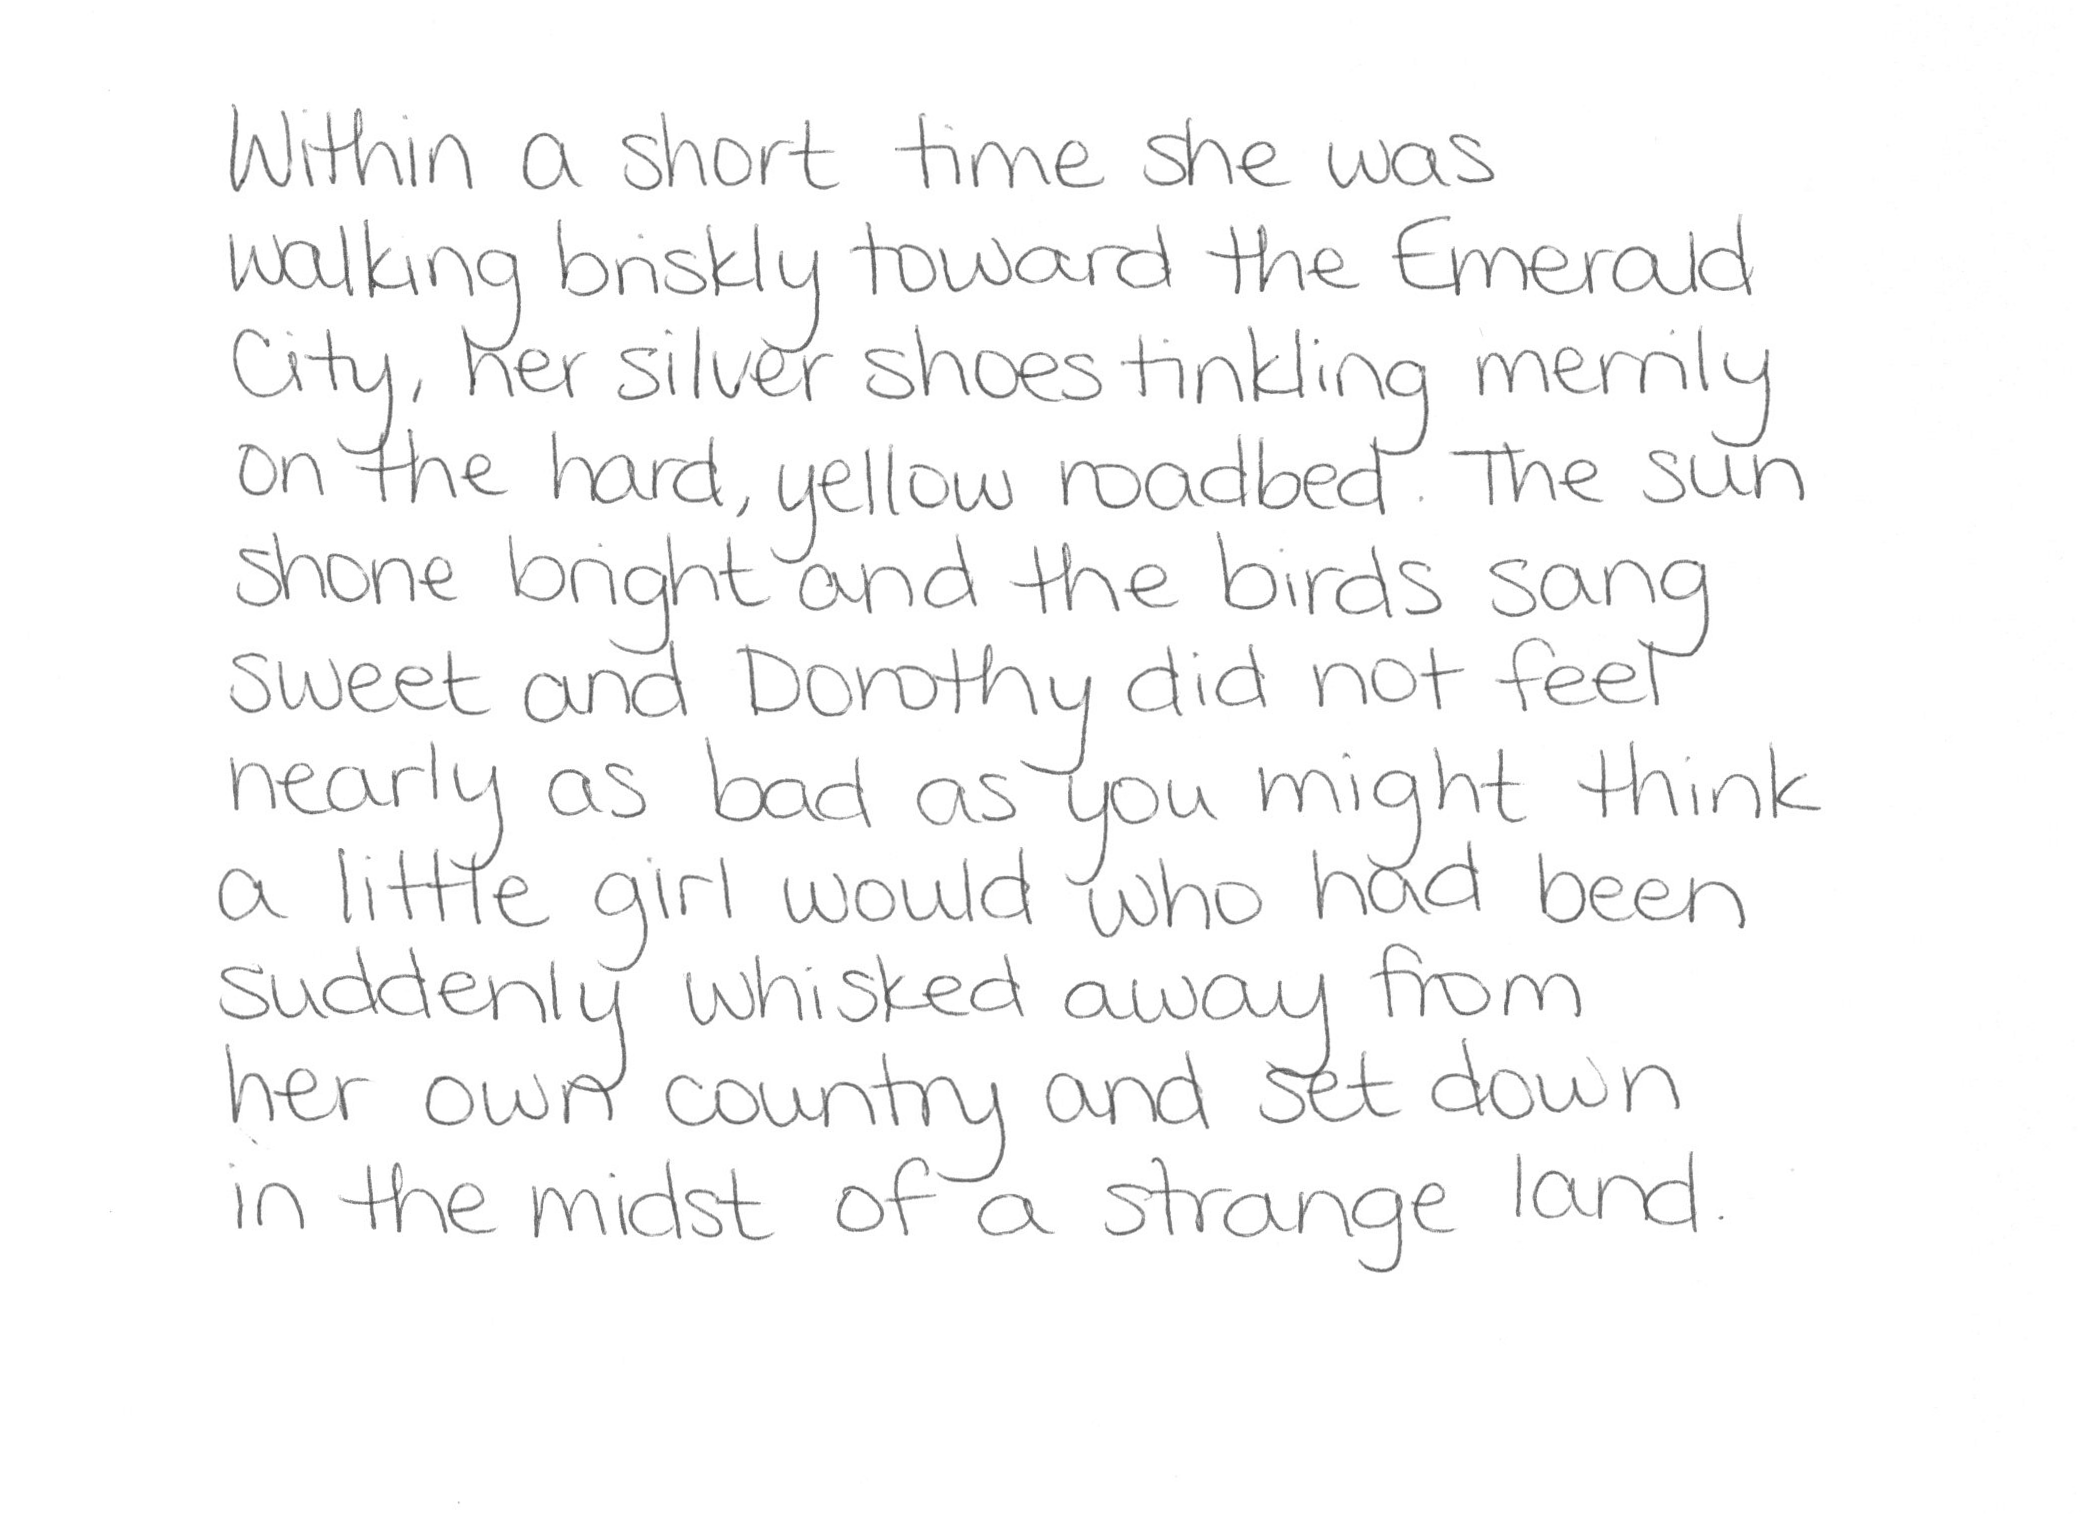 Within a short time she was
walking briskly toward the Emerald
City, her silver shoes tinkling merrily
on the hard, yellow roadbed. The sun
shone bright and the birds sang
sweet and Dorothy did not feel
nearly as bad as you might think
a little girl would who had been
suddenly whisked away from
her own country and set down
in the midst of a strange land.